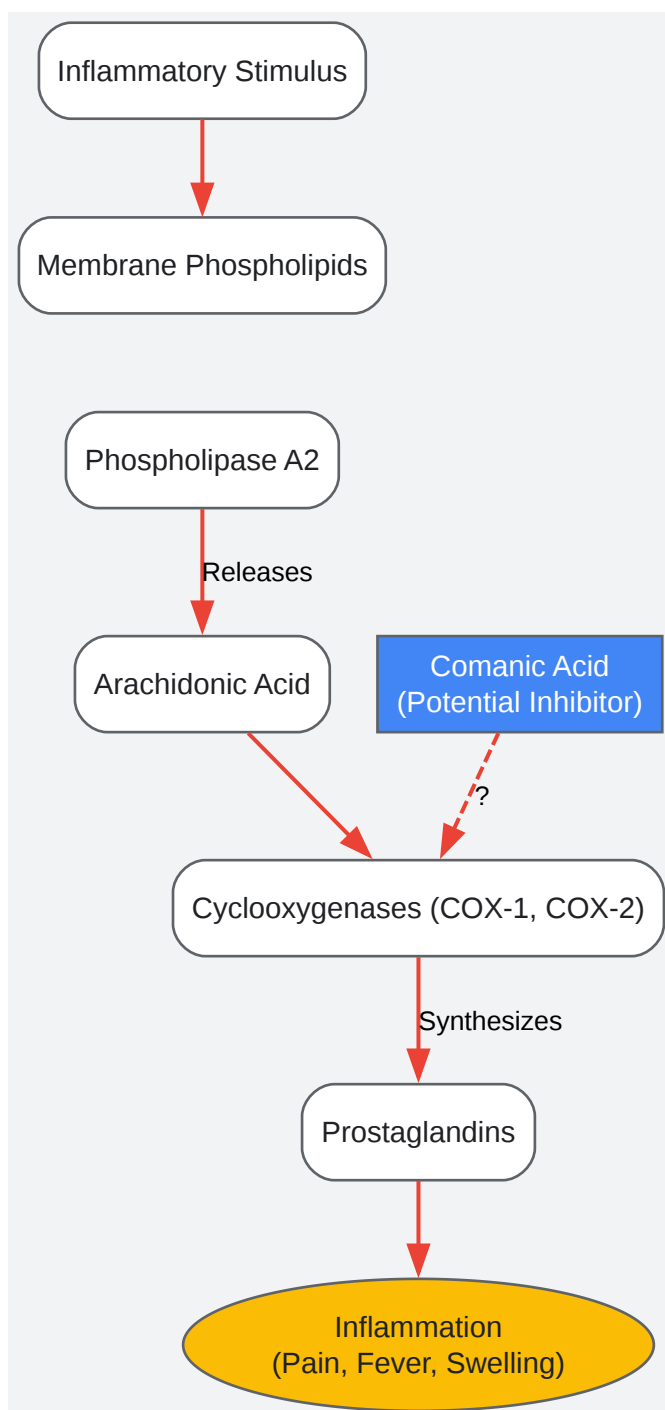 Inflammatory Stimulus
Membrane Phospholipids
Phospholipase A2
Releases
Arachidonic Acid
Comanic Acid
(Potential Inhibitor)
?
Cyclooxygenases (COX-1, COX-2)
Synthesizes
Prostaglandins
Inflammation
(Pain, Fever, Swelling)